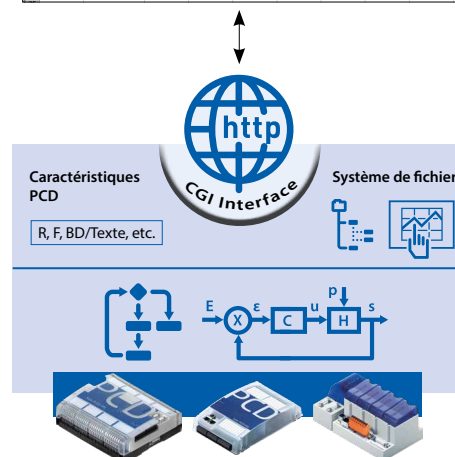 http
CGI Interface
Caractéristiques
PCD
Système de fichier
R, F, BD/Texte, etc.
E
ε
u
p
s
X
C
H
PCD
PCD